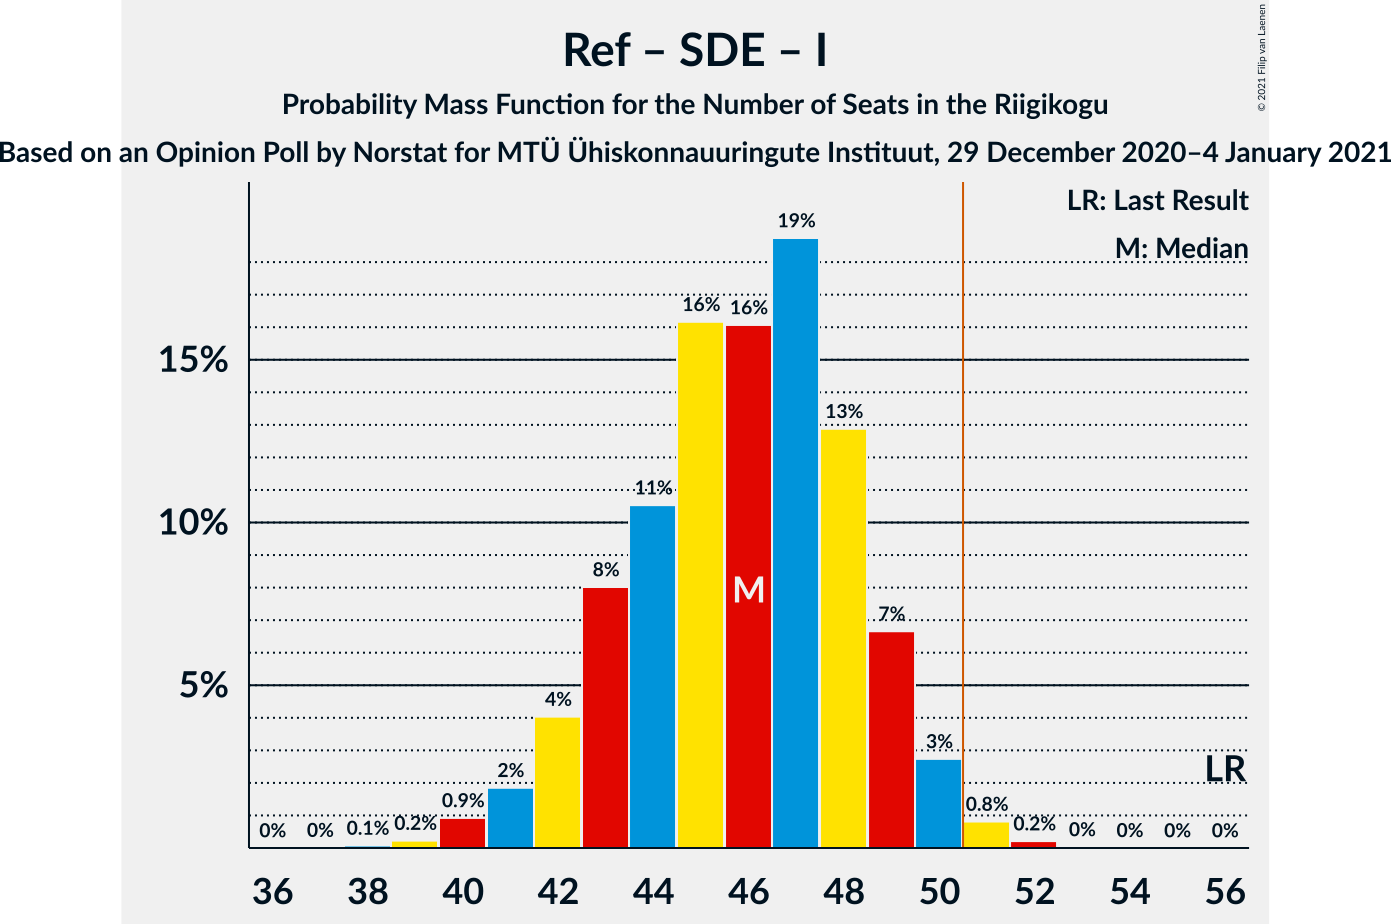 Ref – SDE – I
Probability Mass Function for the Number of Seats in the Riigikogu
Based on an Opinion Poll by Norstat for MTÜ Ühiskonnauuringute Instituut, 29 December 2020–4 January 2021
© 2021 Filip van Laenen
LR: Last Result
M: Median
19%
16% 16%
15%
13%
11%
10%
8%
M
7%
5%
4%
3%
2%
LR
0.9%
0.8%
0% 0% 0.1% 0.2%
0.2% 0% 0% 0% 0%
36 38 40 42 44 46 48 50 52 54 56